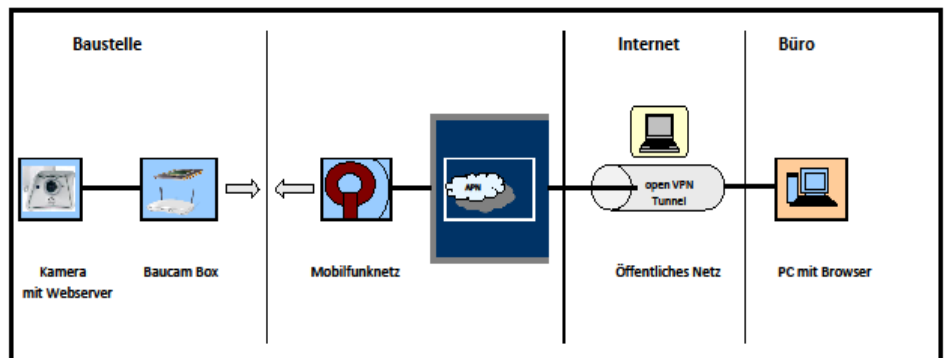 Baustelle
Internet
Büro
APN
open VPN
Tunnel
Kamera
mit Webserver
Baucam Box
Mobilfunknetz
Öffentliches Netz
PC mit Browser